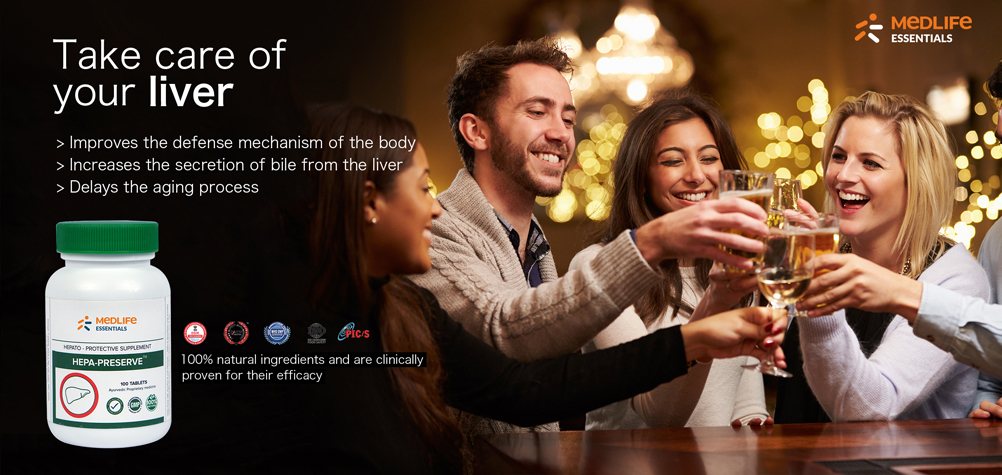 MEDLIFE
ESSENTIALS
Take care of
your liver
> Improves the defense mechanism of the body
> Increases the secretion of bile from the liver
> Delays the aging process
MEDLIFE
ESSENTIALS
HEPATO - PROTECTIVE SUPPLEMENT
HEPA-PRESERVE™
100 TABLETS
Ayurvedic Proprietary medicine
GMP
100%
PIC/S
100% natural ingredients and are clinically
proven for their efficacy